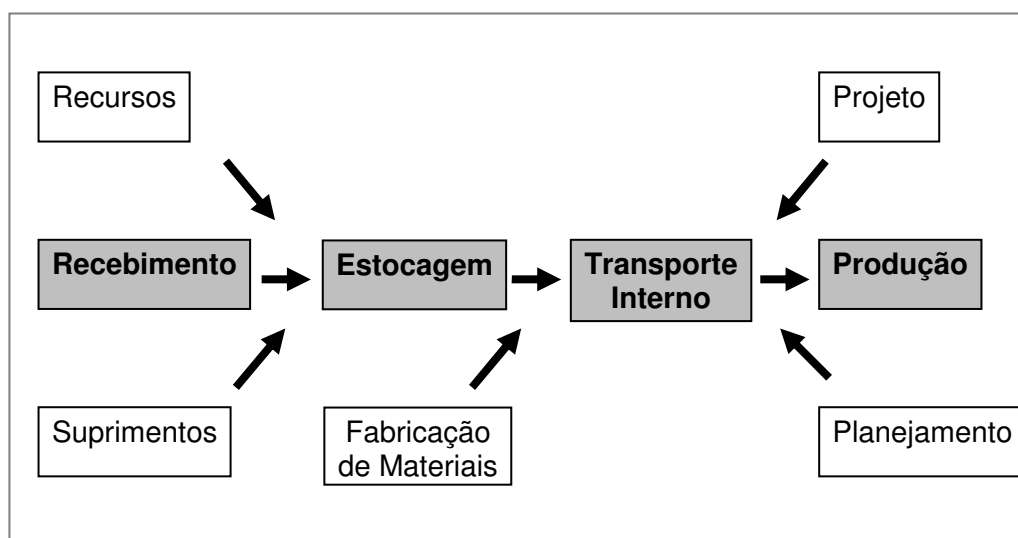 Recursos
Projeto
Recebimento
Estocagem
Transporte
Interno
Produção
Suprimentos
Fabricação
de Materiais
Planejamento